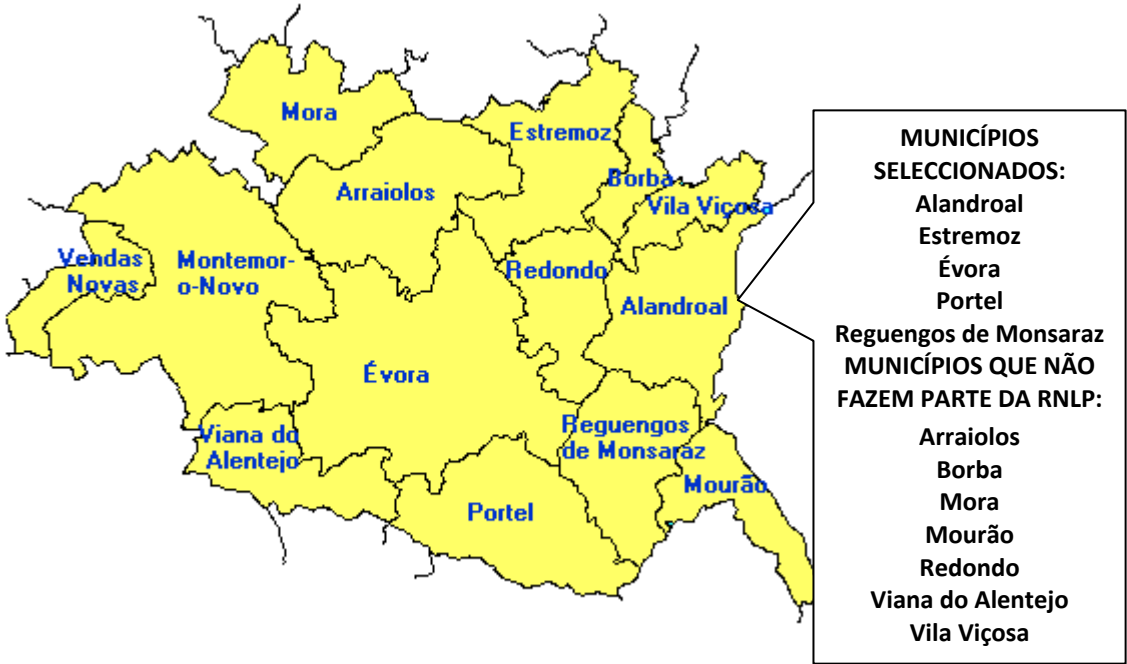 Mora
Estremoz
Arraiolos
Borba
Vila Viçosa
Vendas
Novas
Montemor-
o-Novo
Redondo
Alandroal
Évora
Viana do
Alentejo
Reguengos
de Monsaraz
Mourão
Portel
MUNICÍPIOS
SELECCIONADOS:
Alandroal
Estremoz
Évora
Portel
Reguengos de Monsaraz
MUNICÍPIOS QUE NÃO
FAZEM PARTE DA RNLP:
Arraiolos
Borba
Mora
Mourão
Redondo
Viana do Alentejo
Vila Viçosa